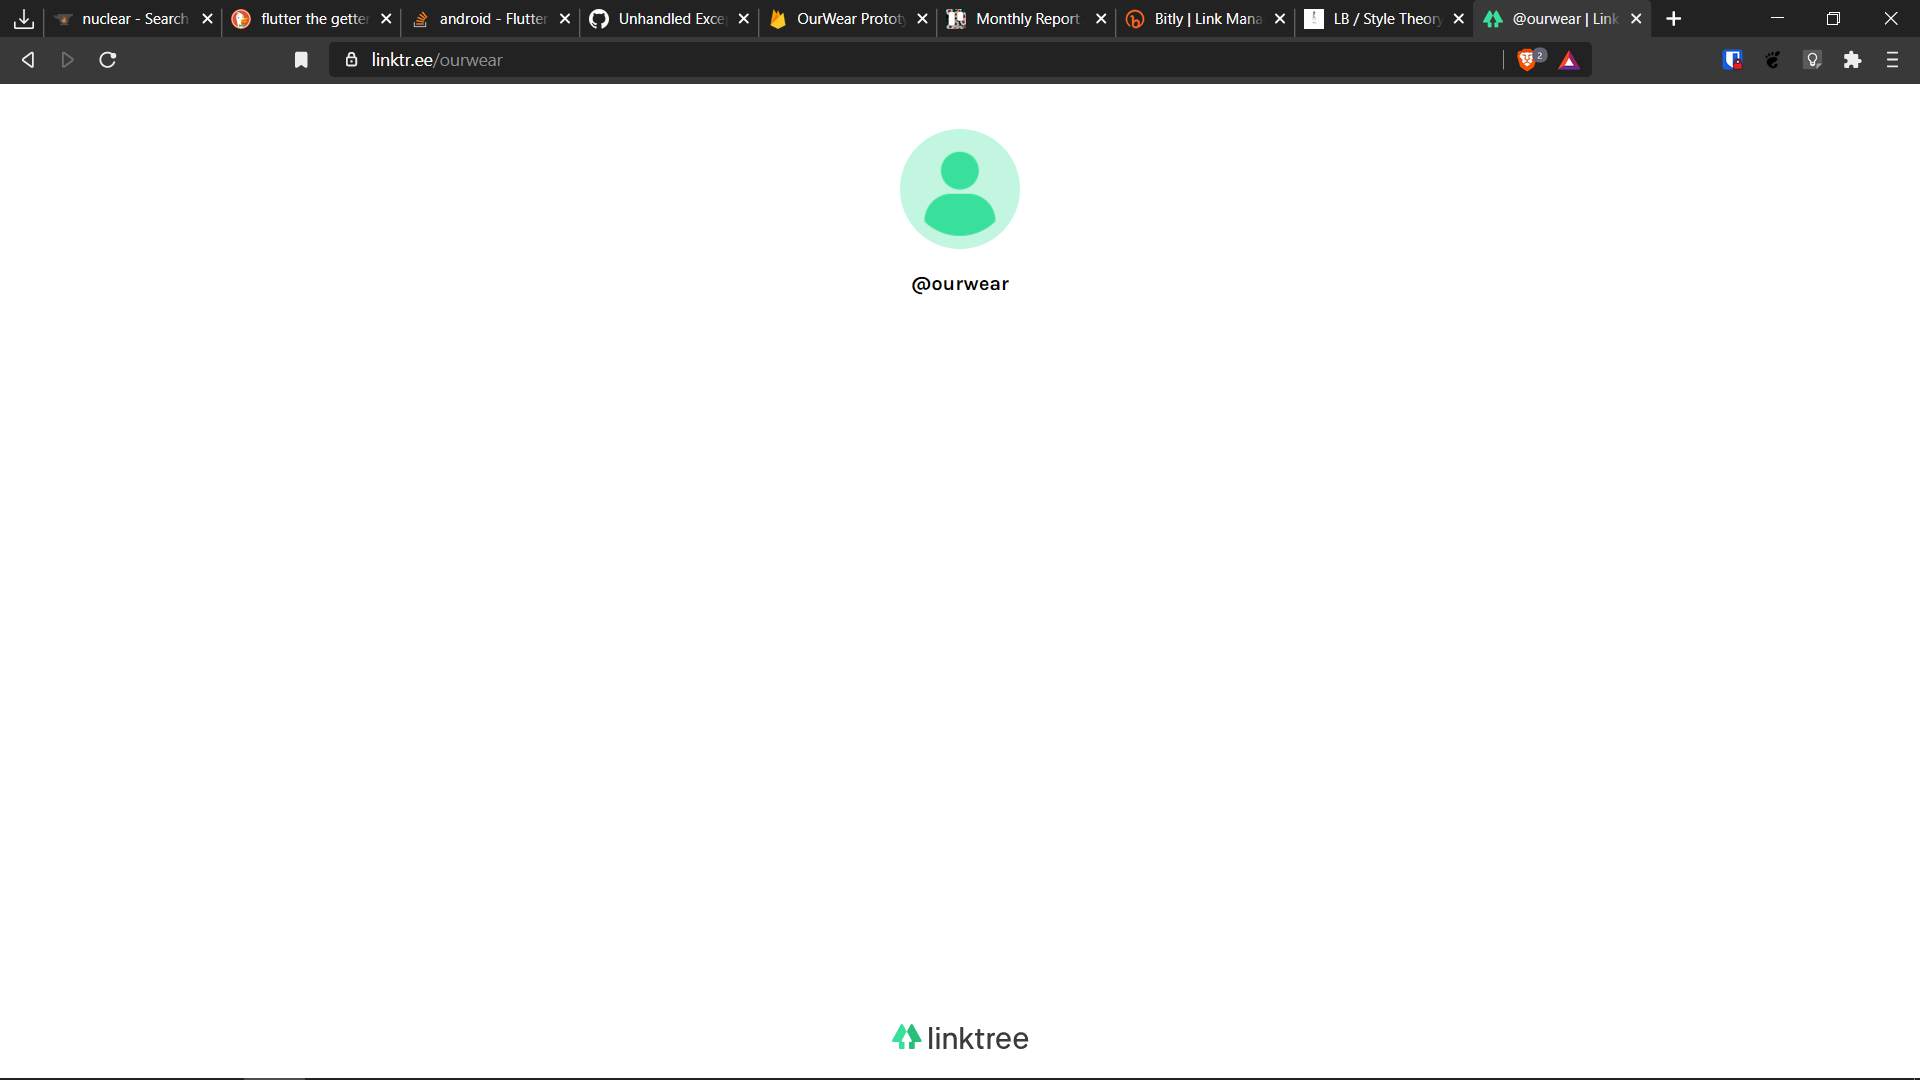 nuclear - Search
flutter the getter
android - Flutter
Unhandled Exce
OurWear Prototy
Monthly Report
Bitly | Link Mana
LB / Style Theory
@ourwear | Link
linktr.ee/ourwear
2
@ourwear
linktree